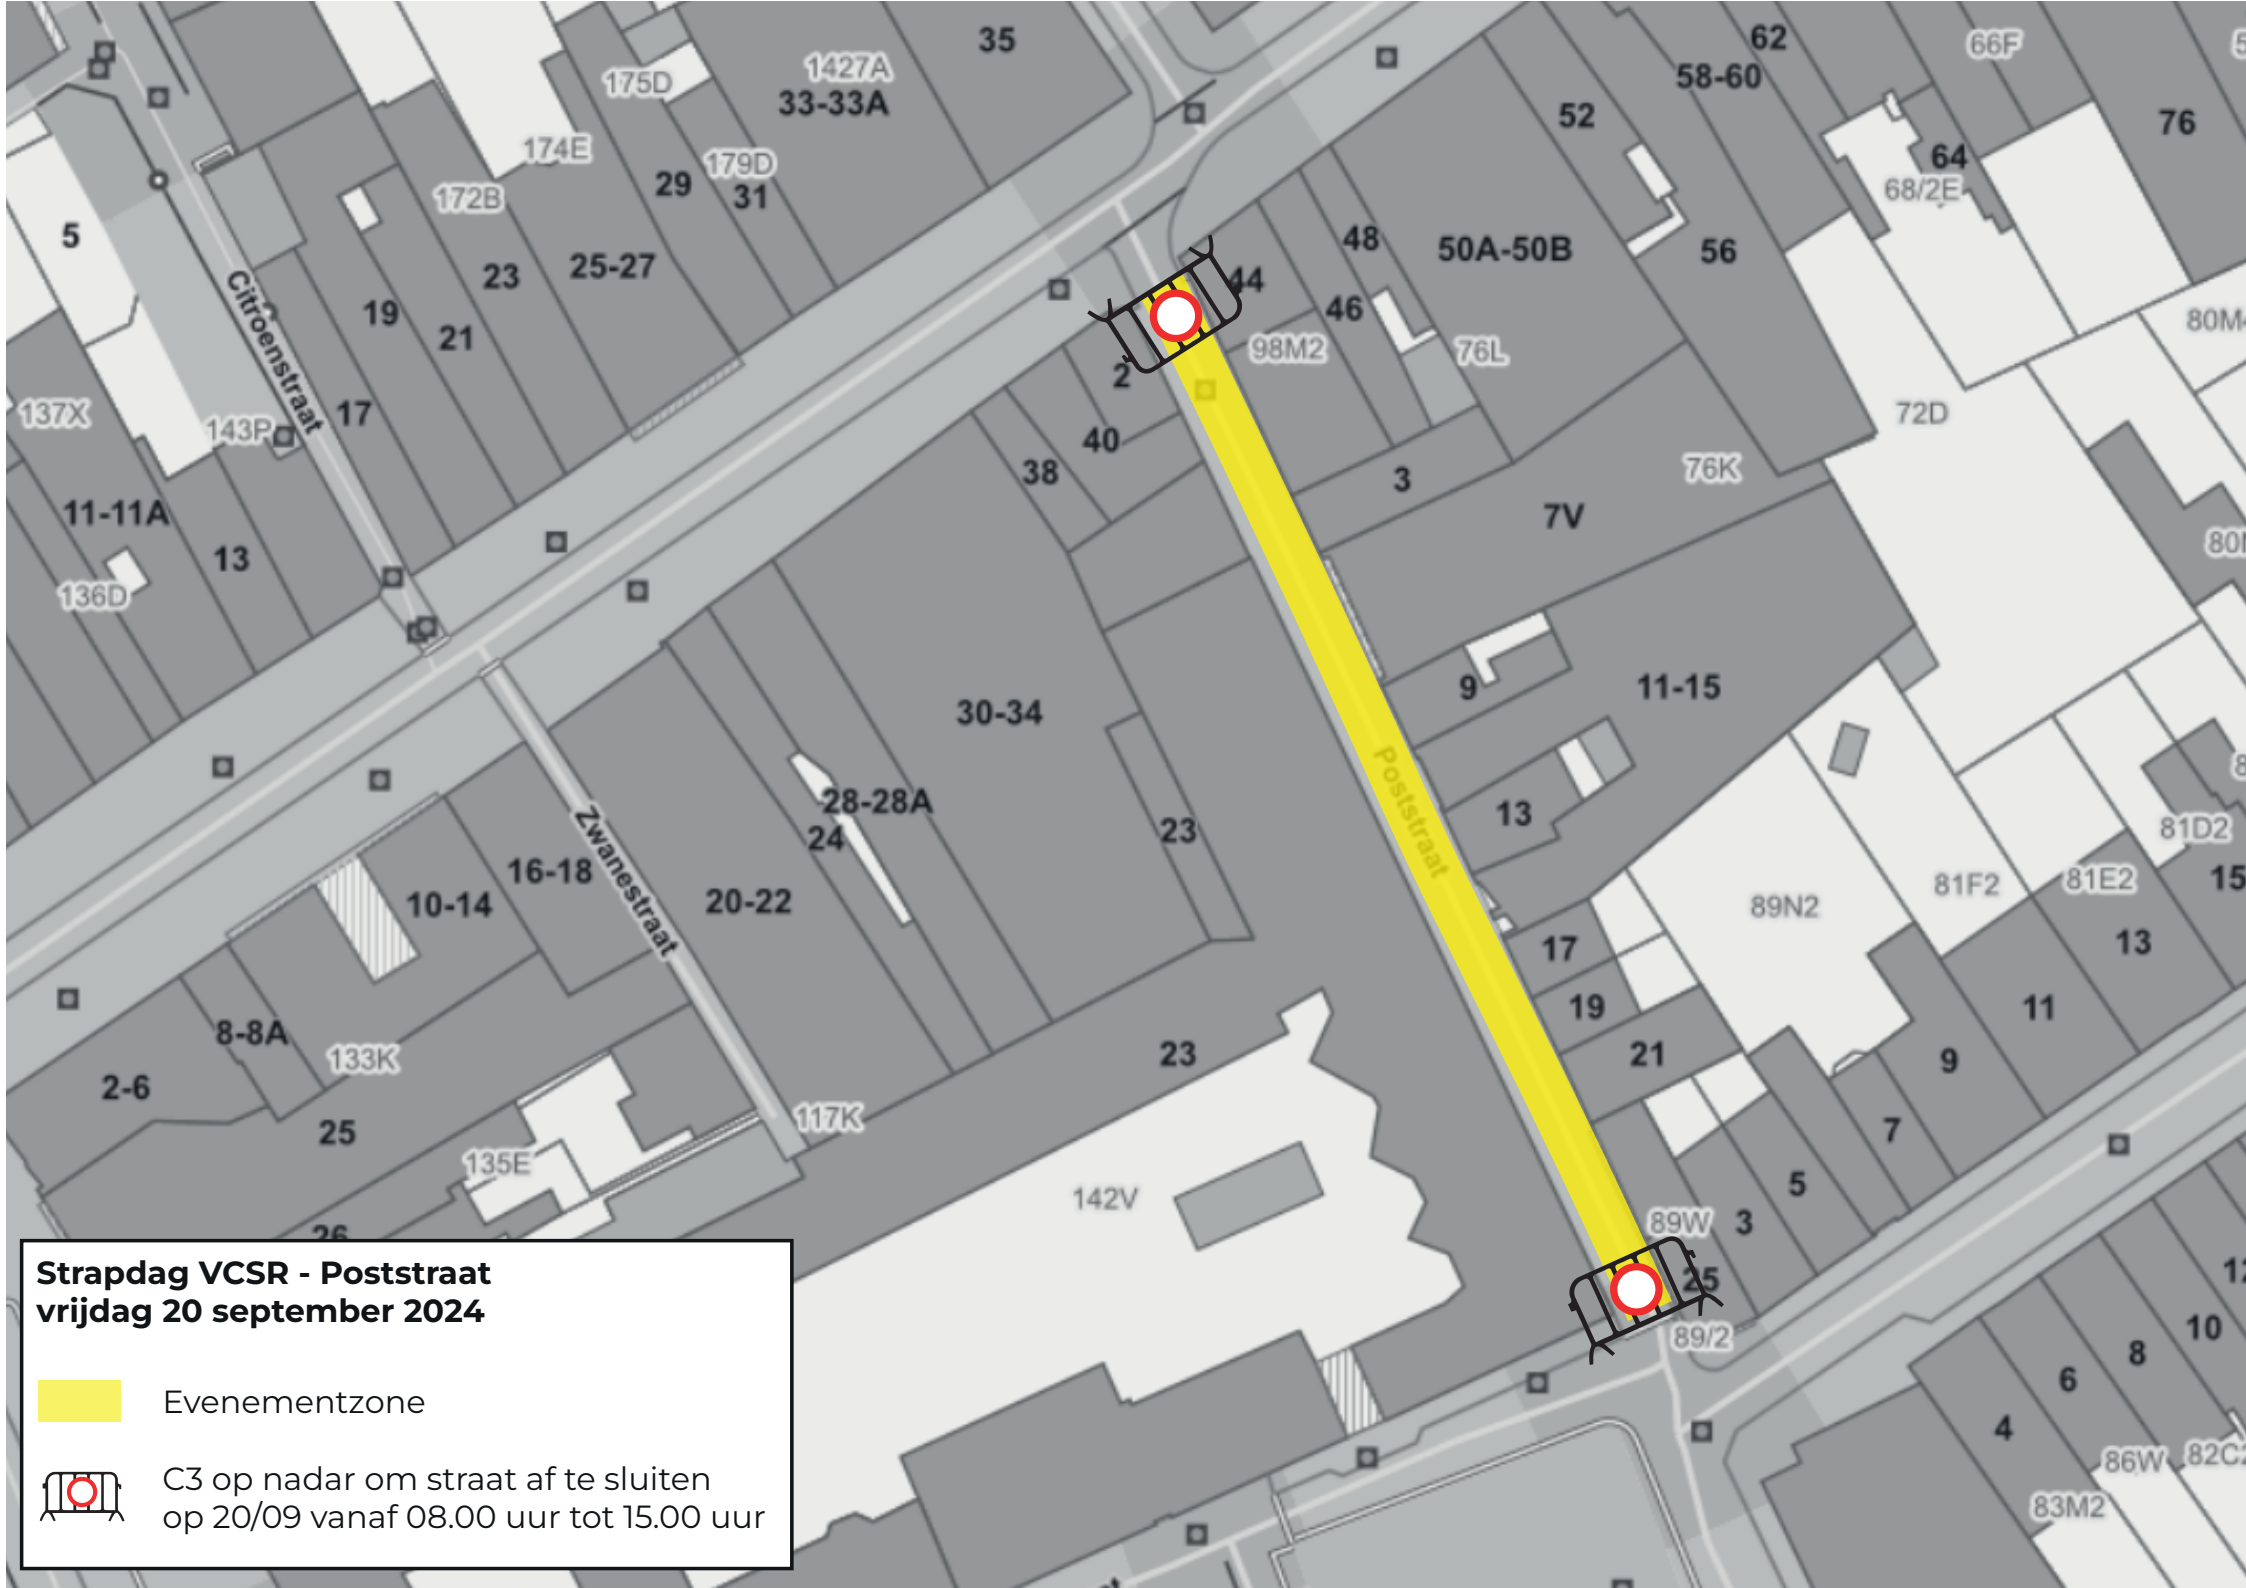 35
62
66F
1427A
58-60
175D
33-33A
52
76
174E
179D
64
29
172B
31
68/2E
5
48
50A-50B
56
25-27
23
44
19
46
80M4
21
98M2
76L
2
137X
17
72D
143P
40
38
3
76K
11-11A
7V
13
136D
Citroenstraat
9
11-15
30-34
28-28A
24
23
13
Poststraat
81D2
16-18
Zwanestraat
10-14
20-22
89N2
81F2
81E2
15
17
13
19
11
8-8A
133K
23
21
9
2-6
117K
25
7
135E
142V
5
89W
3
26
25
12
89/2
10
8
6
4
86W
82C2
83M2
Strapdag VCSR - Poststraat
vrijdag 20 september 2024
Evenementzone
C3 op nadar om straat af te sluiten
op 20/09 vanaf 08.00 uur tot 15.00 uur